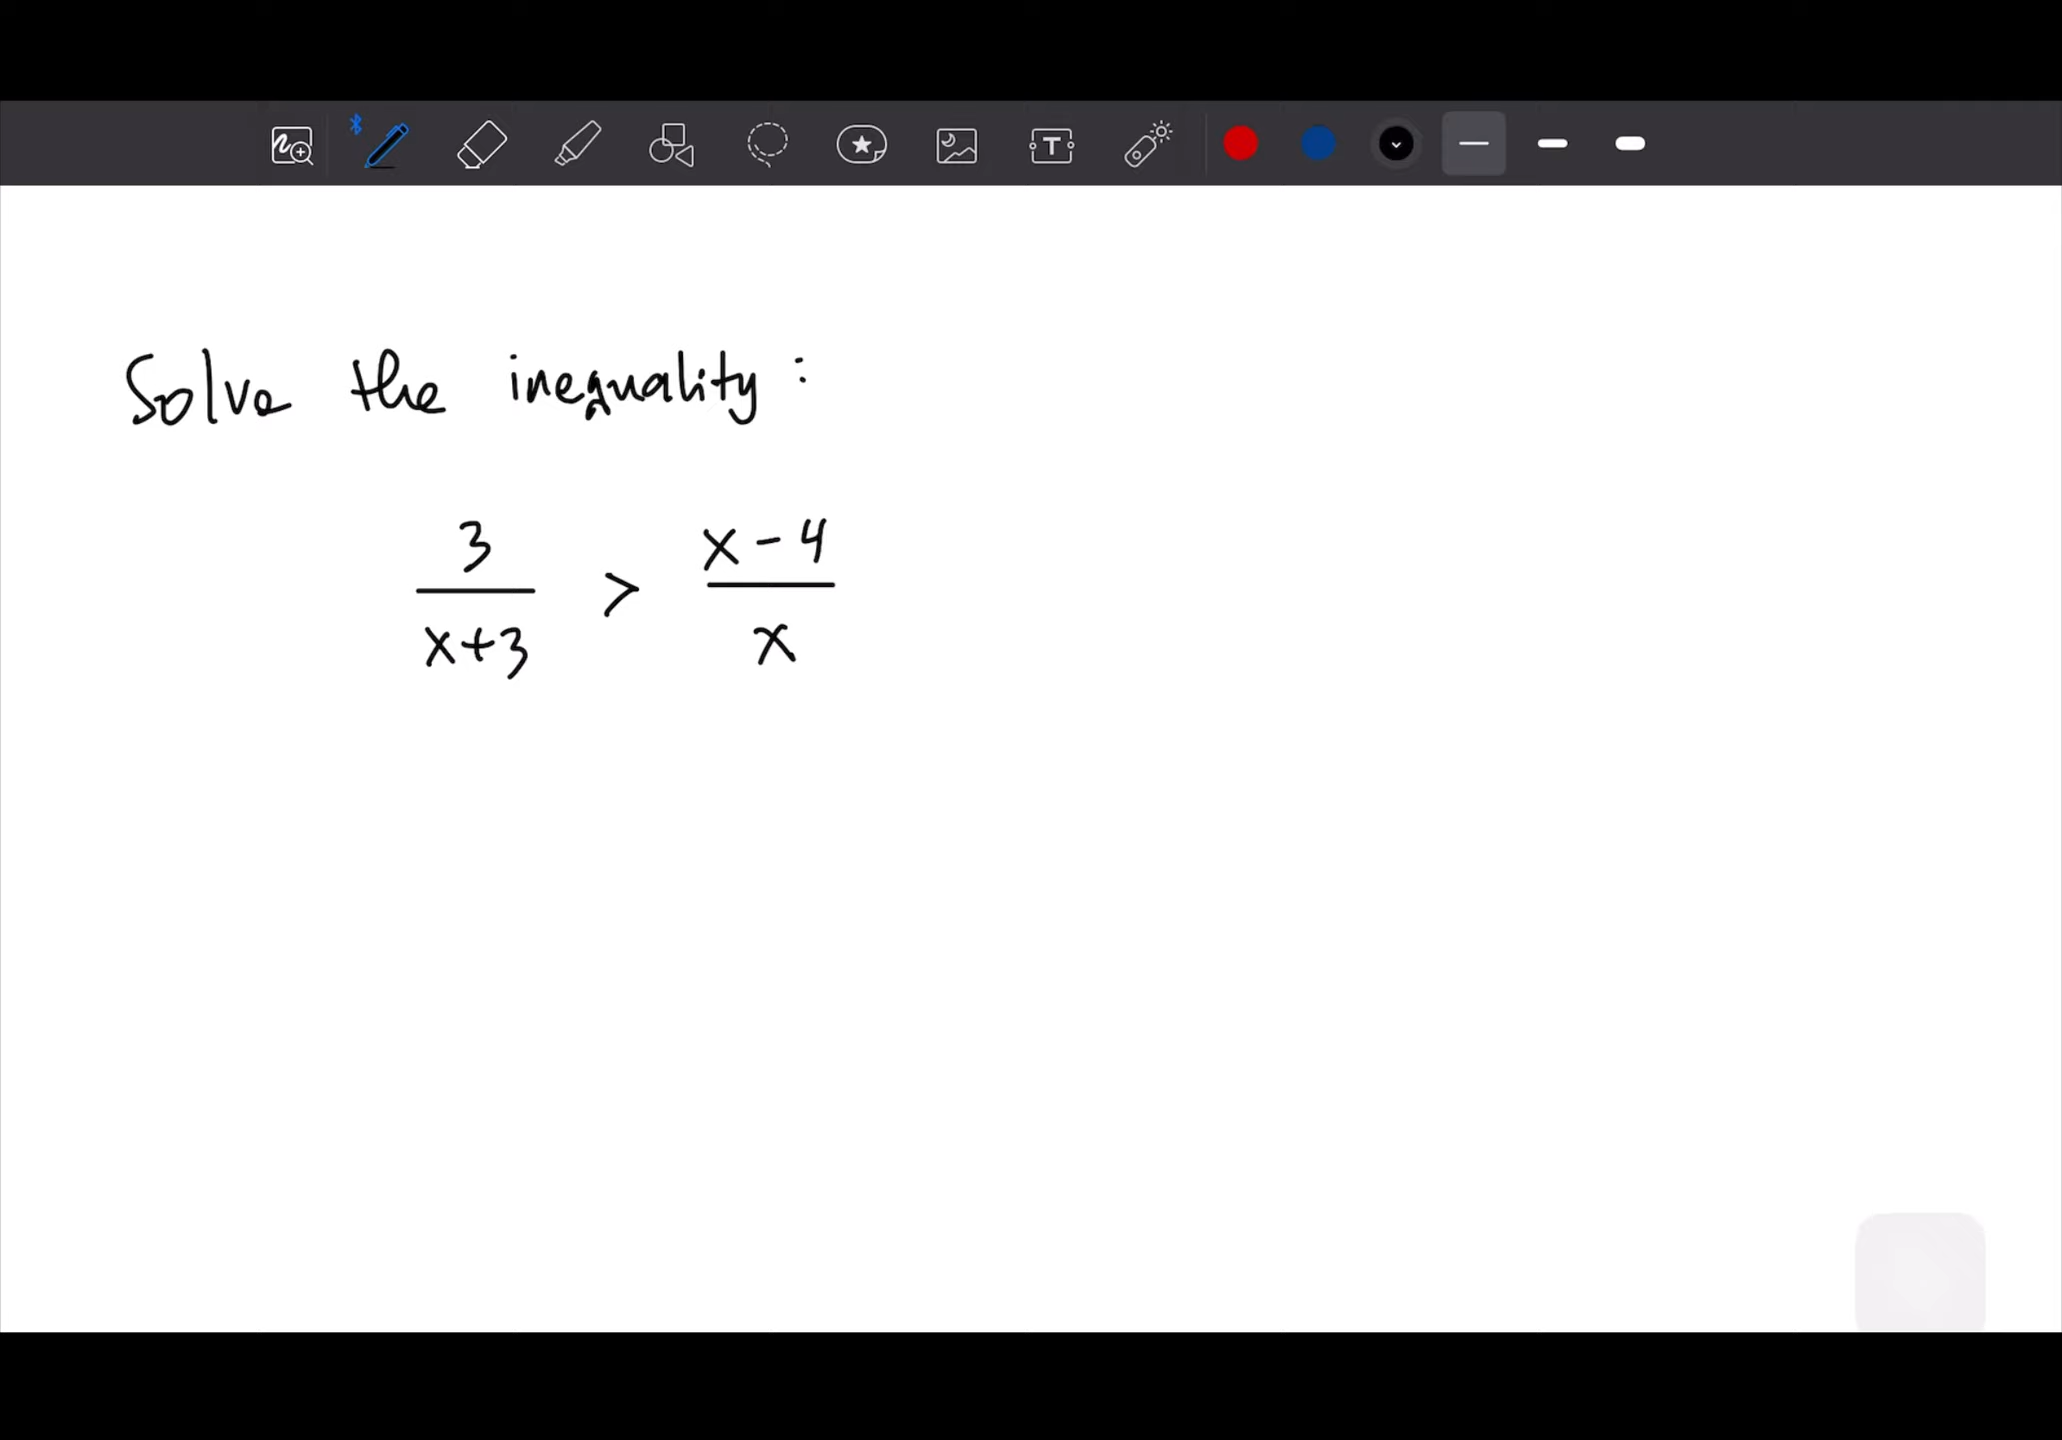 Solve the inequality:
3/(x+3) > (x-4)/x